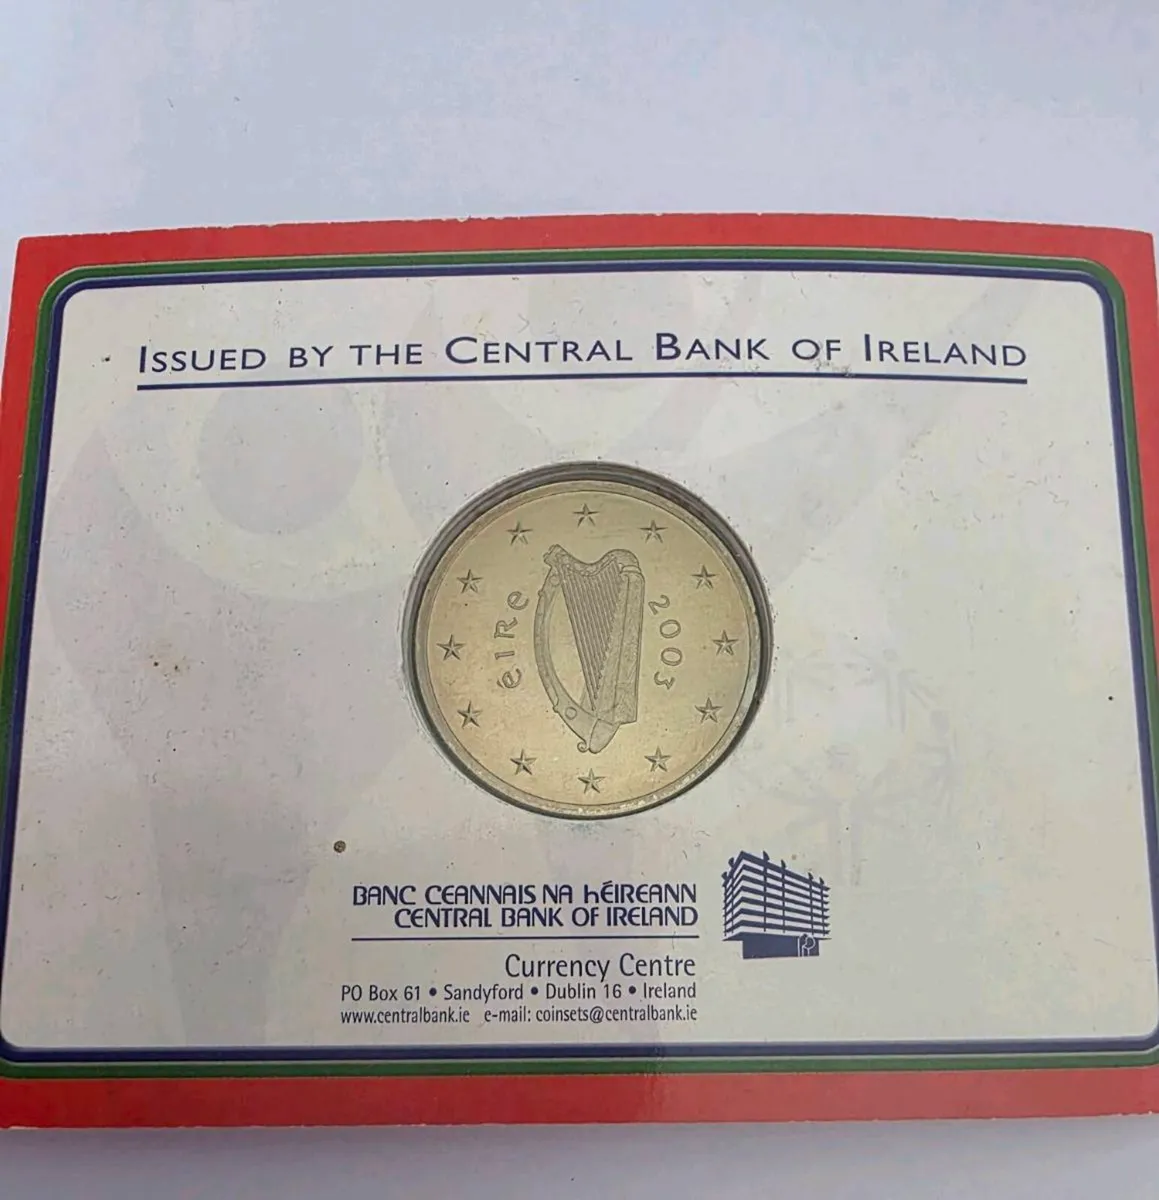 ISSUED BY THE CENTRAL BANK OF IRELAND
éIRe 2003
BANC CEANNAIS NA hÉIREANN
CENTRAL BANK OF IRELAND
Currency Centre
PO Box 61 • Sandyford • Dublin 16 • Ireland
www.centralbank.ie e-mail: coinsets@centralbank.ie